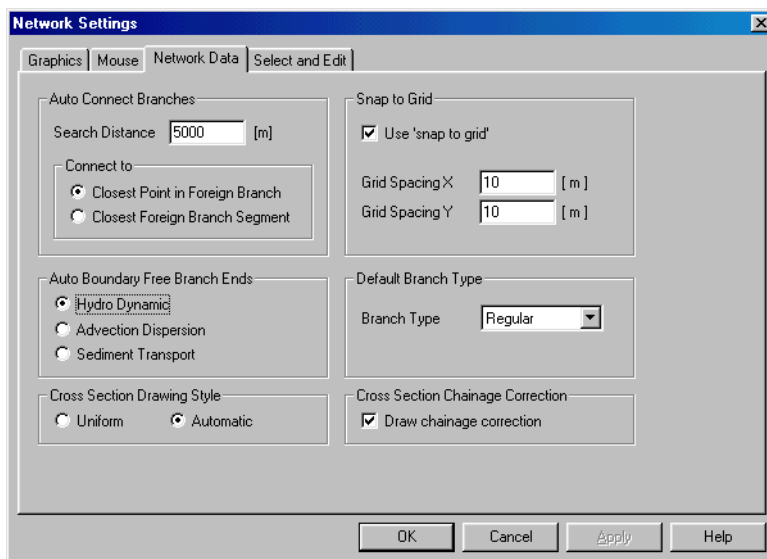 Network Settings
Graphics Mouse Network Data Select and Edit
Auto Connect Branches
Search Distance 5000 [m]
Connect to
Closest Point in Foreign Branch
Closest Foreign Branch Segment
Snap to Grid
Use 'snap to grid'
Grid Spacing X 10 [ m ]
Grid Spacing Y 10 [ m ]
Auto Boundary Free Branch Ends
Hydro Dynamic
Advection Dispersion
Sediment Transport
Default Branch Type
Branch Type Regular
Cross Section Drawing Style
Uniform Automatic
Cross Section Chainage Correction
Draw chainage correction
OK Cancel Apply Help